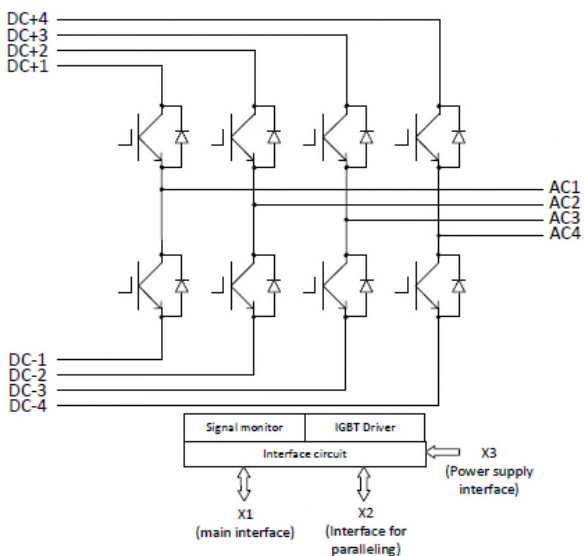 DC+4
DC+3
DC+2
DC+1
AC1
AC2
AC3
AC4
DC-1
DC-2
DC-3
DC-4
Signal monitor
IGBT Driver
Interface circuit
X3
(Power supply
interface)
X1
(main interface)
X2
(Interface for
paralleling)